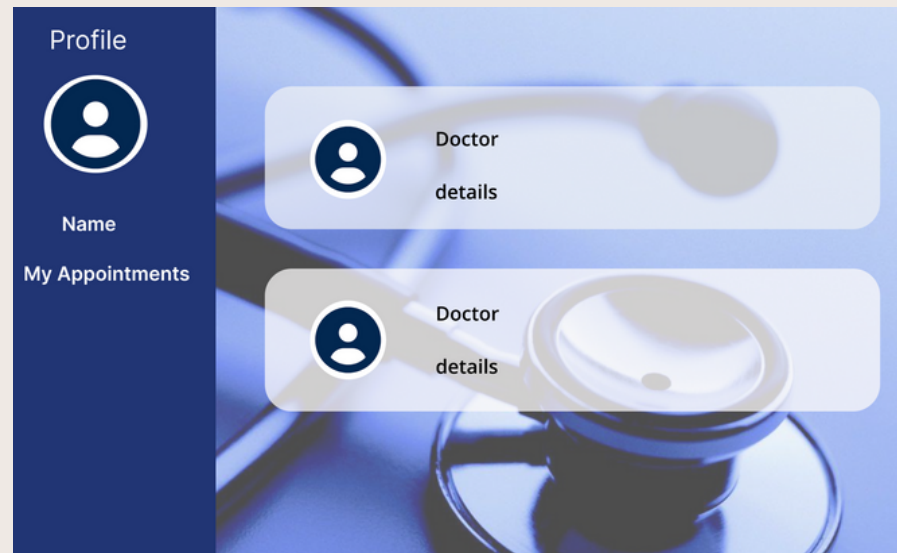 Profile
Name
My Appointments
Doctor
details
Doctor
details